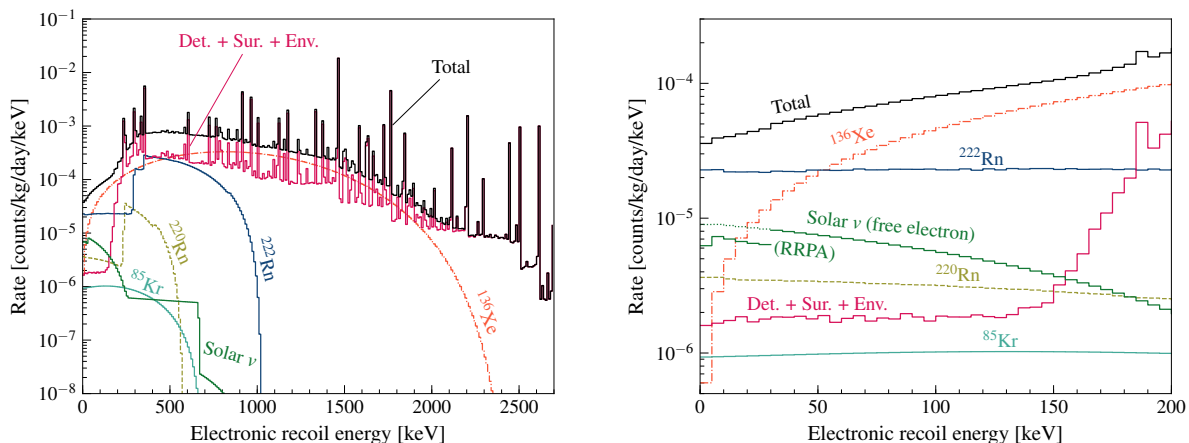 10⁻¹
10⁻²
10⁻³
10⁻⁴
10⁻⁵
10⁻⁶
10⁻⁷
10⁻⁸
Rate [counts/kg/day/keV]
Det. + Sur. + Env.
Total
²²⁰Rn
²²²Rn
⁸⁵Kr
¹³⁶Xe
Solar ν
0 500 1000 1500 2000 2500
Electronic recoil energy [keV]
10⁻⁴
10⁻⁵
10⁻⁶
Rate [counts/kg/day/keV]
Total
¹³⁶Xe
²²²Rn
Solar ν (free electron)
(RRPA)
²²⁰Rn
Det. + Sur. + Env.
⁸⁵Kr
0 50 100 150 200
Electronic recoil energy [keV]